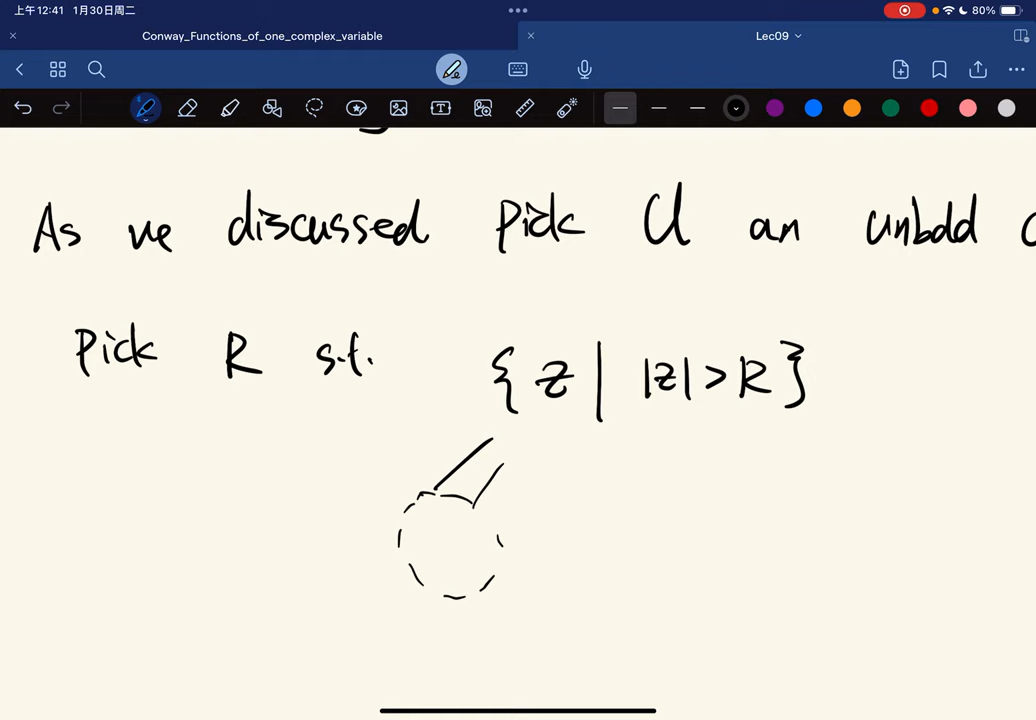 上午12:41 1月30日周二
80%
Conway_Functions_of_one_complex_variable
Lec09
As we discussed Pick U an unbdd
Pick R s.t. {z | |z| > R}